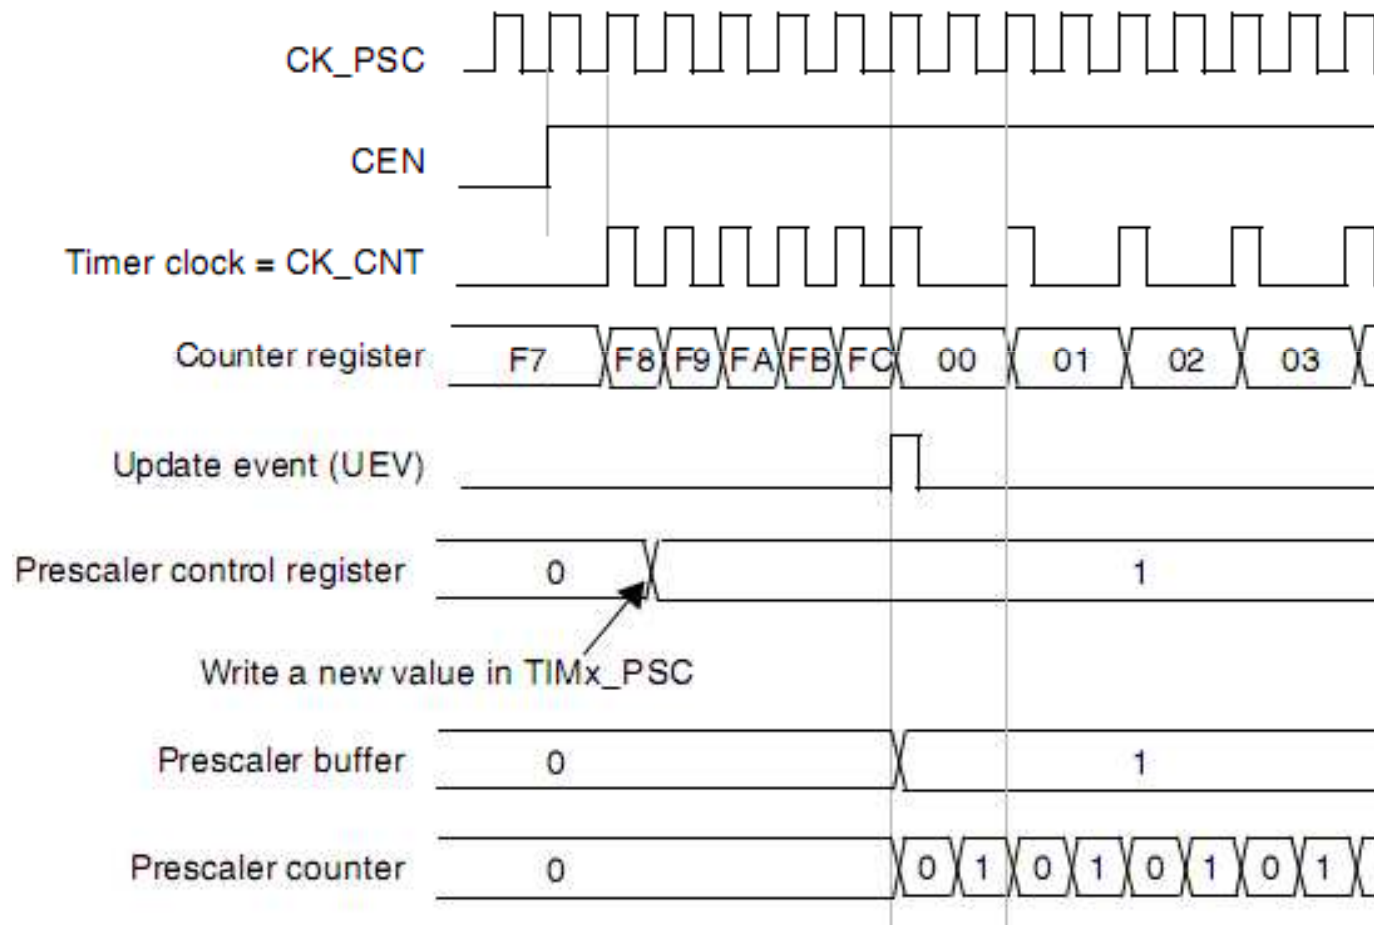 CK_PSC
CEN
Timer clock = CK_CNT
Counter register F7 F8 F9 FA FB FC 00 01 02 03
Update event (UEV)
Prescaler control register 0 1
Write a new value in TIMx_PSC
Prescaler buffer 0 1
Prescaler counter 0 0 1 0 1 0 1 0 1